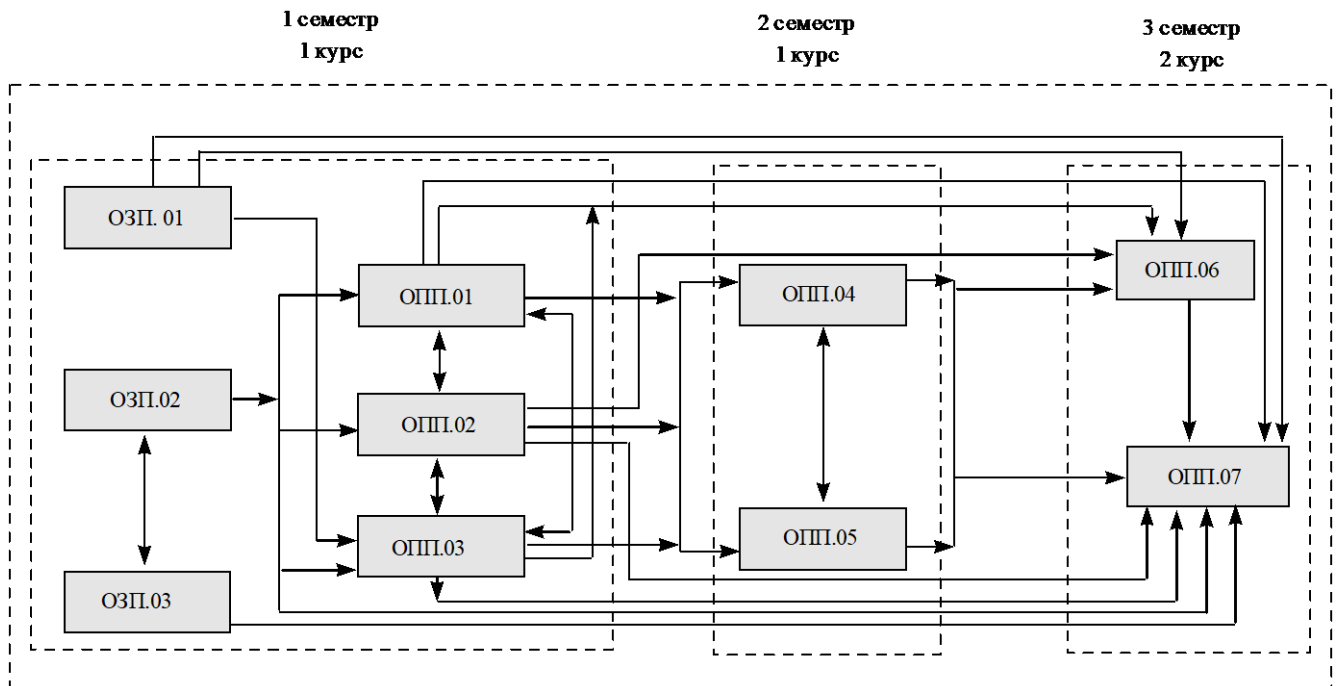 1 семестр
1 курс
2 семестр
1 курс
3 семестр
2 курс
ОЗП. 01
ОЗП.02
ОЗП.03
ОПП.01
ОПП.02
ОПП.03
ОПП.04
ОПП.05
ОПП.06
ОПП.07